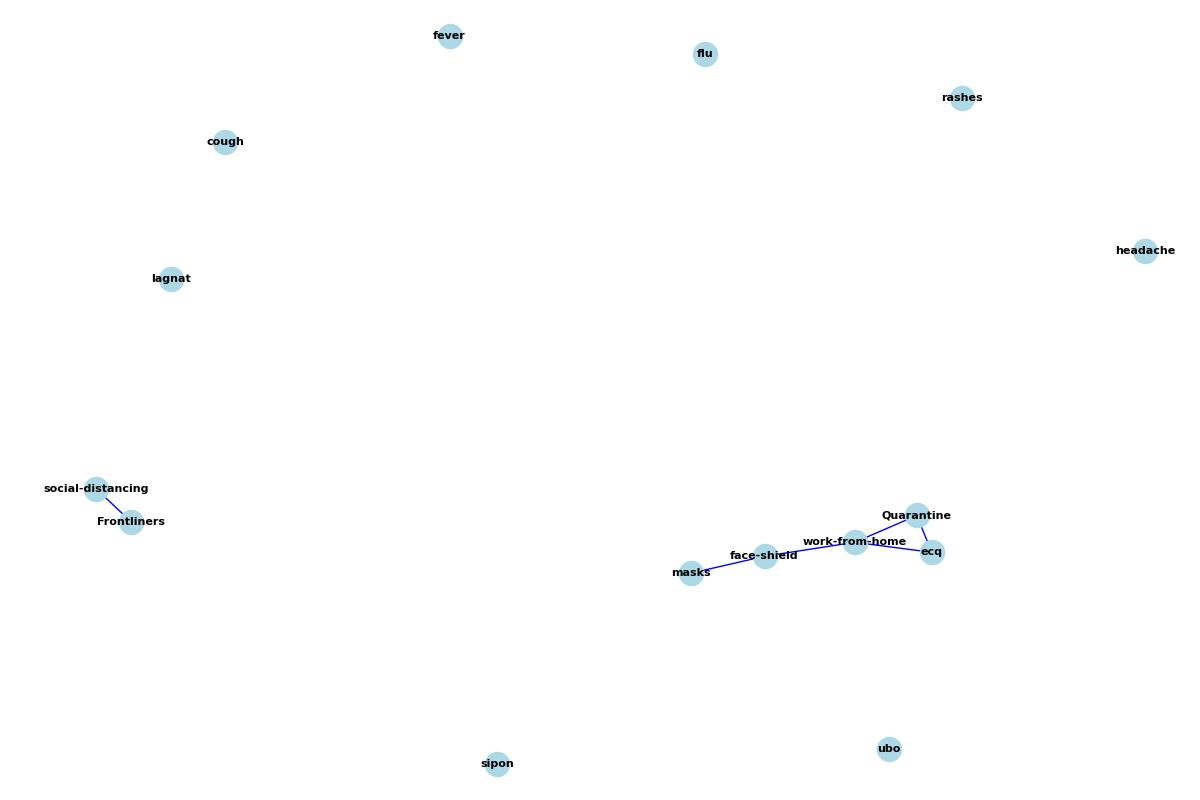 fever
flu
rashes
cough
headache
lagnat
social-distancing
Frontliners
Quarantine
work-from-home
ecq
face-shield
masks
ubo
sipon